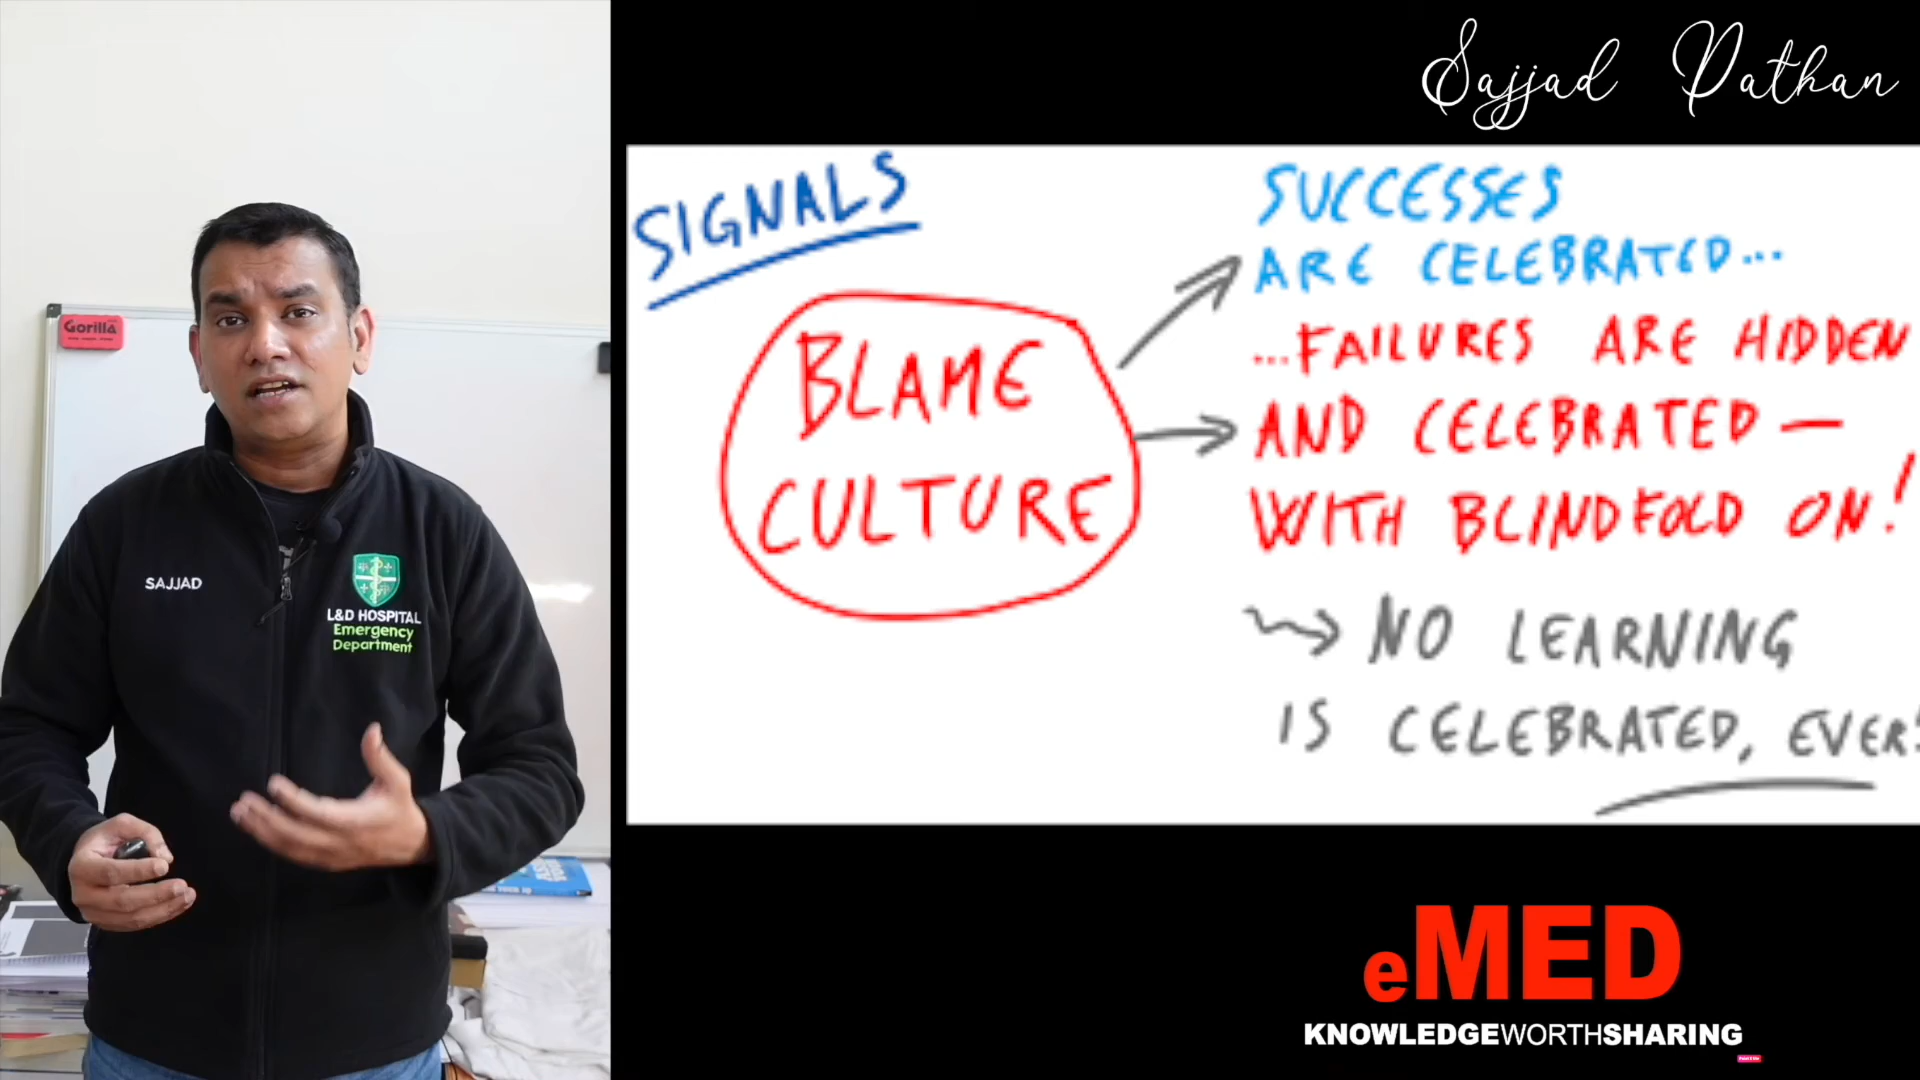 Sajjad Pathan
SIGNALS
BLAME
CULTURE
SUCCESSES
ARE CELEBRATED...
...FAILURES ARE HIDDEN
AND CELEBRATED —
WITH BLINDFOLD ON!
NO LEARNING
IS CELEBRATED, EVER
Gorilla
SAJJAD
L&D HOSPITAL
Emergency
Department
eMED
KNOWLEDGEWORTHSHARING